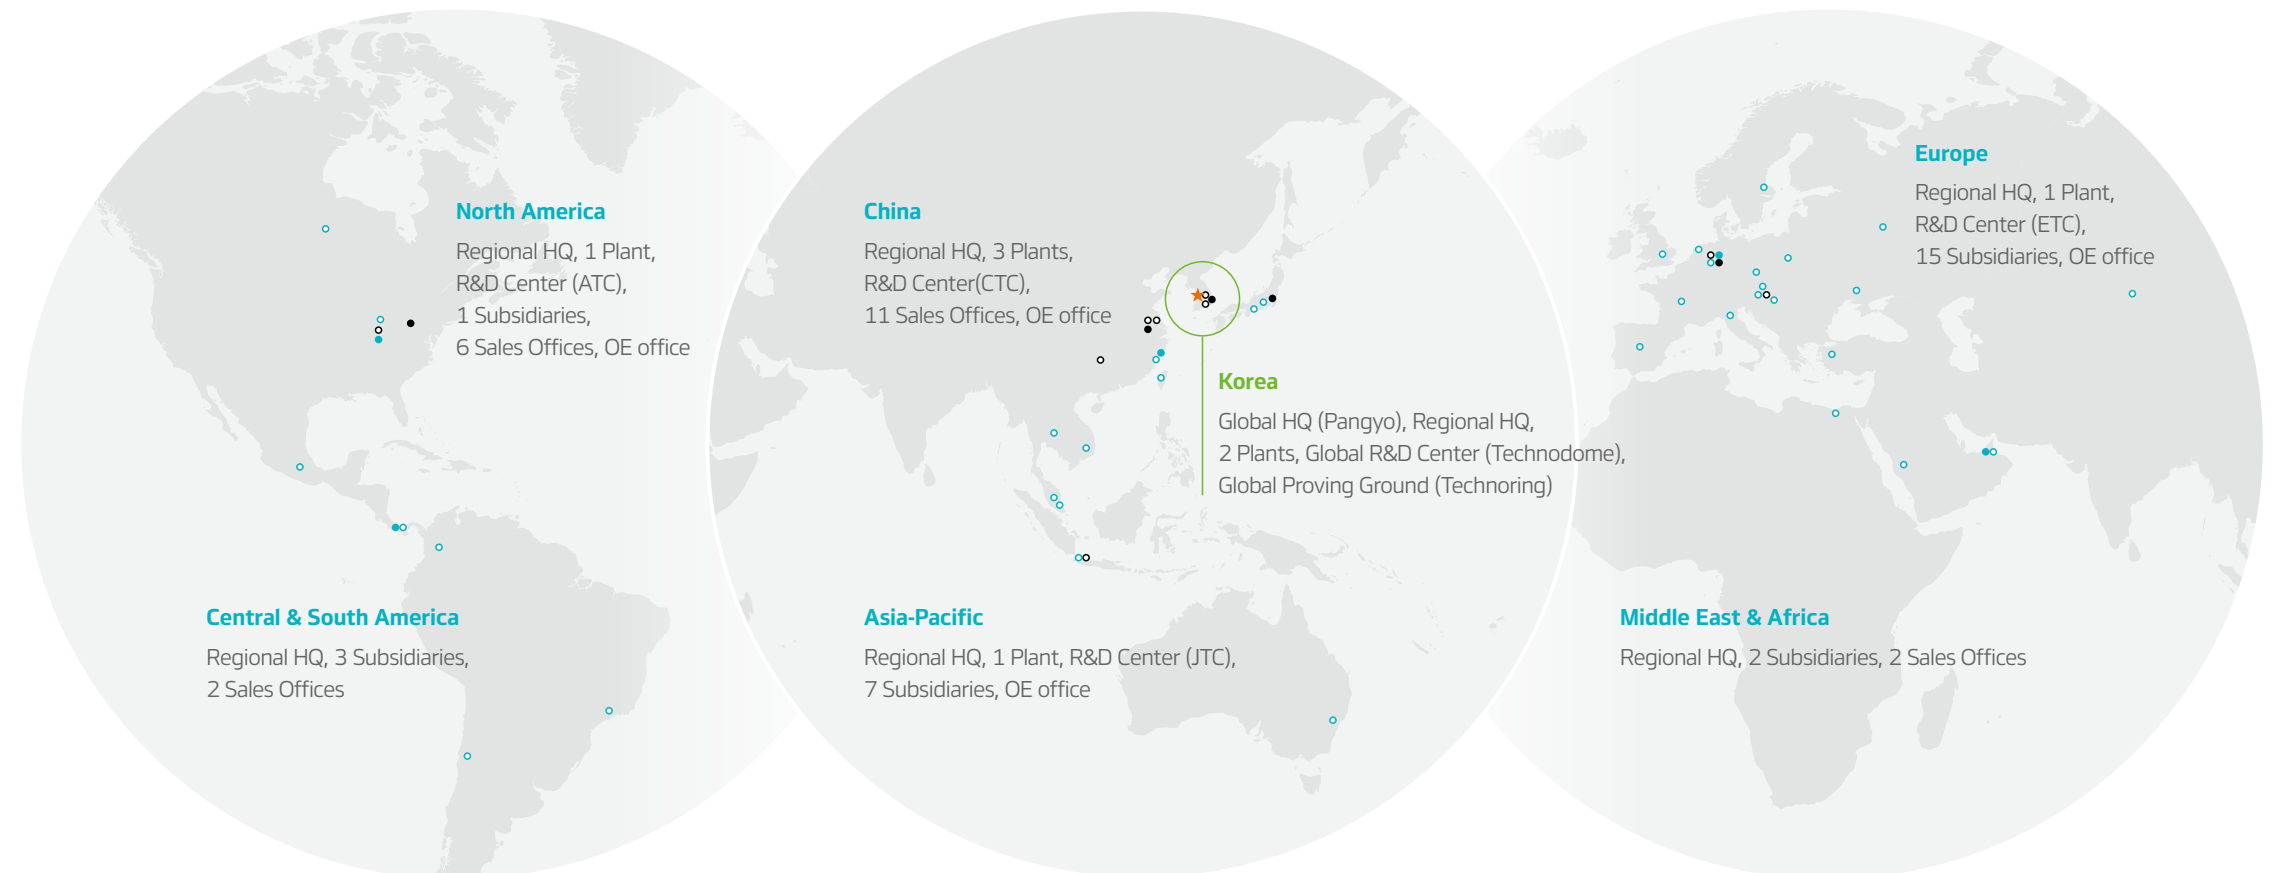 North America
Regional HQ, 1 Plant,
R&D Center (ATC),
1 Subsidiaries,
6 Sales Offices, OE office
Central & South America
Regional HQ, 3 Subsidiaries,
2 Sales Offices
China
Regional HQ, 3 Plants,
R&D Center(CTC),
11 Sales Offices, OE office
Korea
Global HQ (Pangyo), Regional HQ,
2 Plants, Global R&D Center (Technodome),
Global Proving Ground (Technoring)
Asia-Pacific
Regional HQ, 1 Plant, R&D Center (JTC),
7 Subsidiaries, OE office
Europe
Regional HQ, 1 Plant,
R&D Center (ETC),
15 Subsidiaries, OE office
Middle East & Africa
Regional HQ, 2 Subsidiaries, 2 Sales Offices